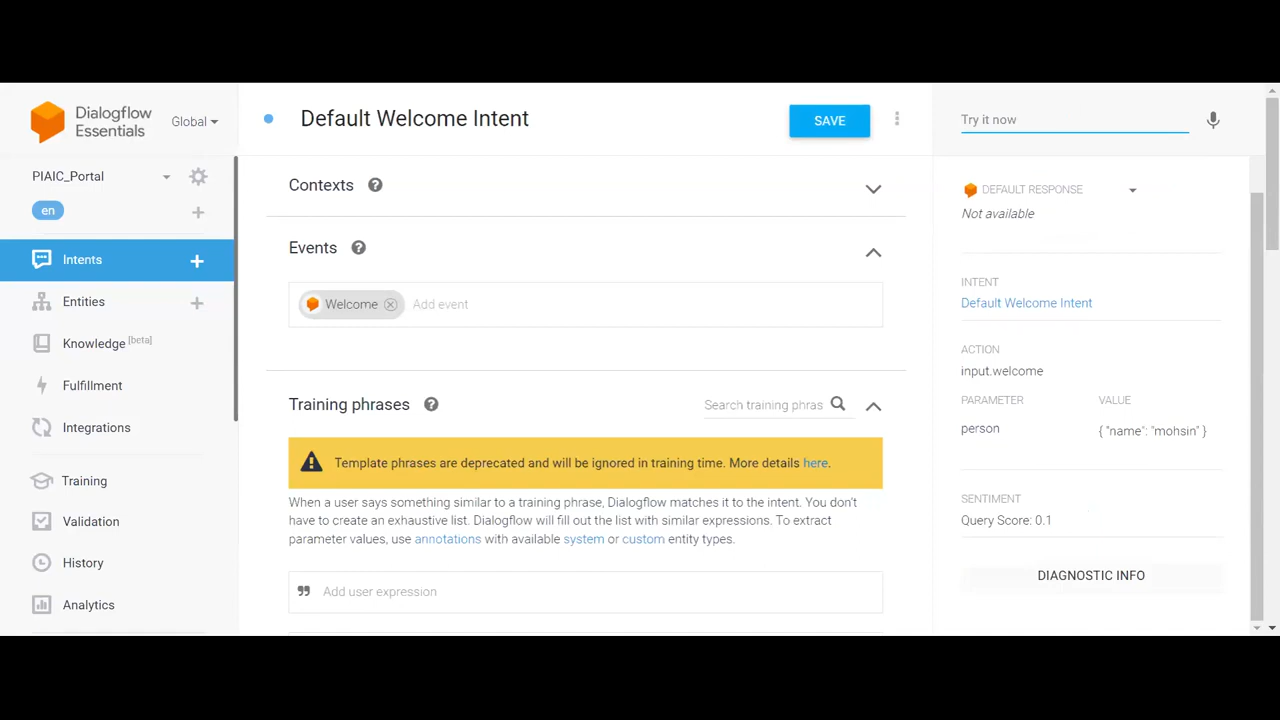 Dialogflow
Essentials
Global
PIAIC_Portal
en
Intents
Entities
Knowledge [beta]
Fulfillment
Integrations
Training
Validation
History
Analytics
Default Welcome Intent
SAVE
Contexts
Events
Welcome Add event
Training phrases
Search training phras
Template phrases are deprecated and will be ignored in training time. More details here.
When a user says something similar to a training phrase, Dialogflow matches it to the intent. You don't
have to create an exhaustive list. Dialogflow will fill out the list with similar expressions. To extract
parameter values, use annotations with available system or custom entity types.
Add user expression
Try it now
DEFAULT RESPONSE
Not available
INTENT
Default Welcome Intent
ACTION
input.welcome
PARAMETER VALUE
person { "name": "mohsin" }
SENTIMENT
Query Score: 0.1
DIAGNOSTIC INFO